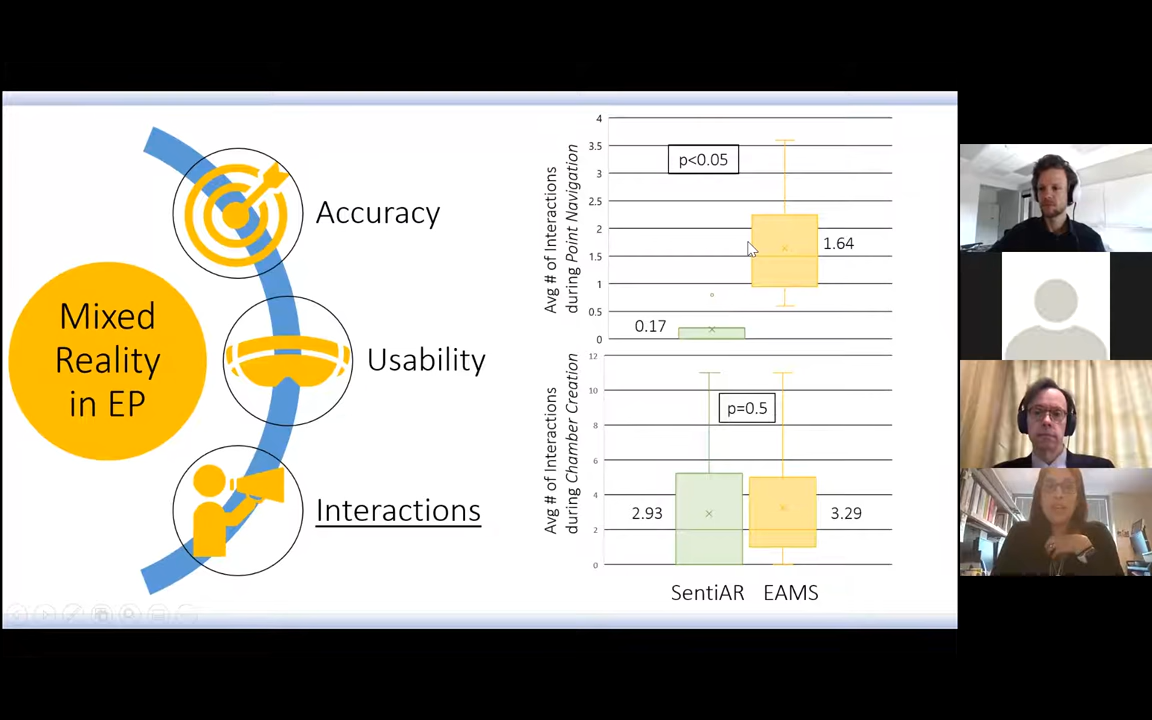 Mixed
Reality
in EP
Accuracy
Usability
Interactions
Avg # of Interactions
during Point Navigation
4
3.5
3
2.5
2
1.5
1
0.5
0
p<0.05
0.17
1.64
Avg # of Interactions
during Chamber Creation
12
10
8
6
4
2
0
p=0.5
2.93
3.29
SentiAR EAMS